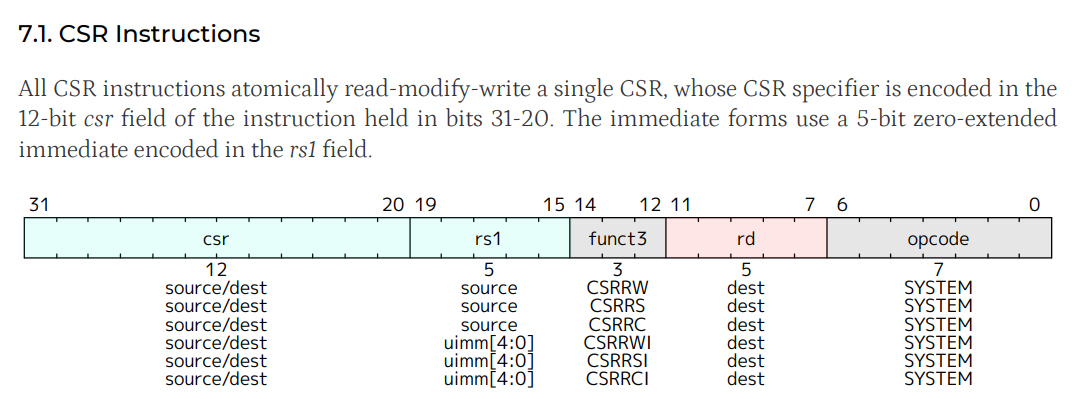 7.1. CSR Instructions
All CSR instructions atomically read-modify-write a single CSR, whose CSR specifier is encoded in the
12-bit csr field of the instruction held in bits 31-20. The immediate forms use a 5-bit zero-extended
immediate encoded in the rs1 field.
31 20 19 15 14 12 11 7 6 0
csr rs1 funct3 rd opcode
12 5 3 5 7
source/dest source CSRRW dest SYSTEM
source/dest source CSRRS dest SYSTEM
source/dest source CSRRC dest SYSTEM
source/dest uimm[4:0] CSRRWI dest SYSTEM
source/dest uimm[4:0] CSRRSI dest SYSTEM
source/dest uimm[4:0] CSRRCI dest SYSTEM